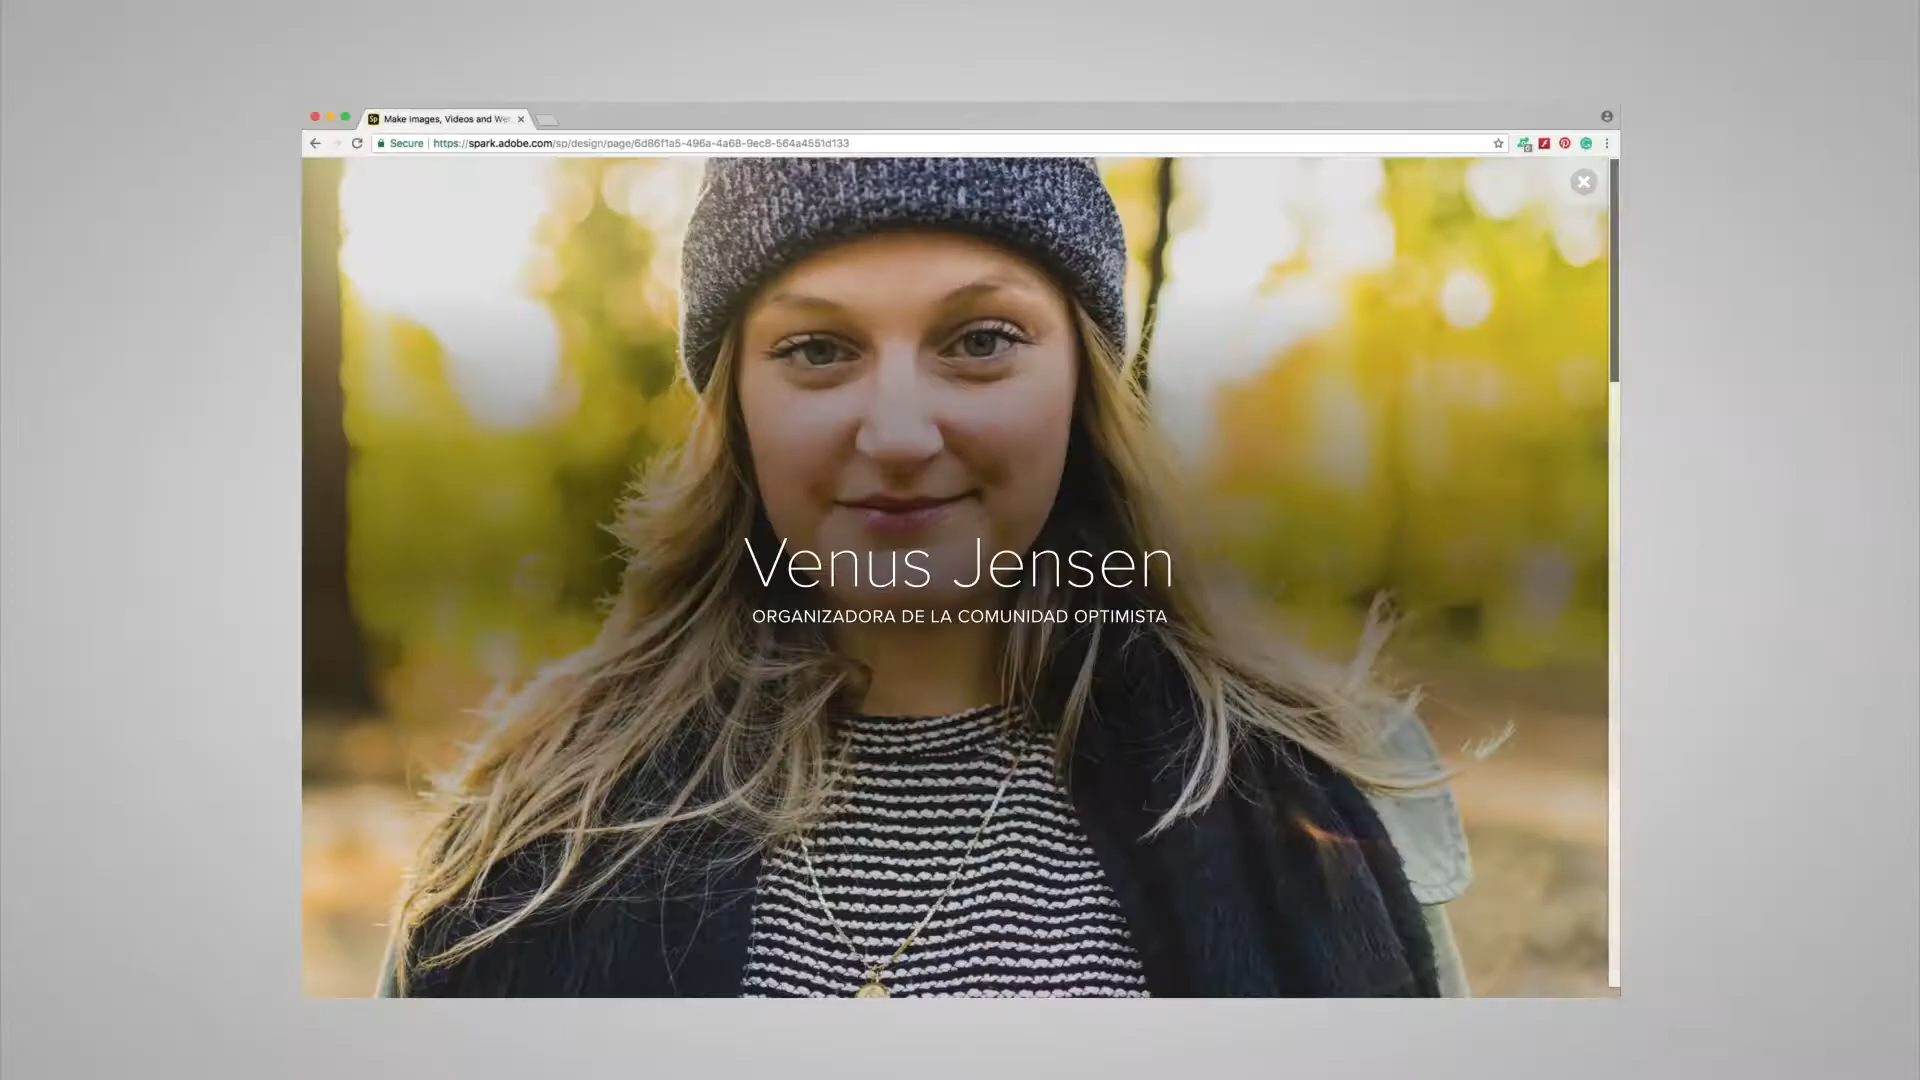 Sp Make Images, Videos and We
Secure https://spark.adobe.com/sp/design/page/6d86f1a5-496a-4a68-9ec8-564a4551d133
Venus Jensen
ORGANIZADORA DE LA COMUNIDAD OPTIMISTA